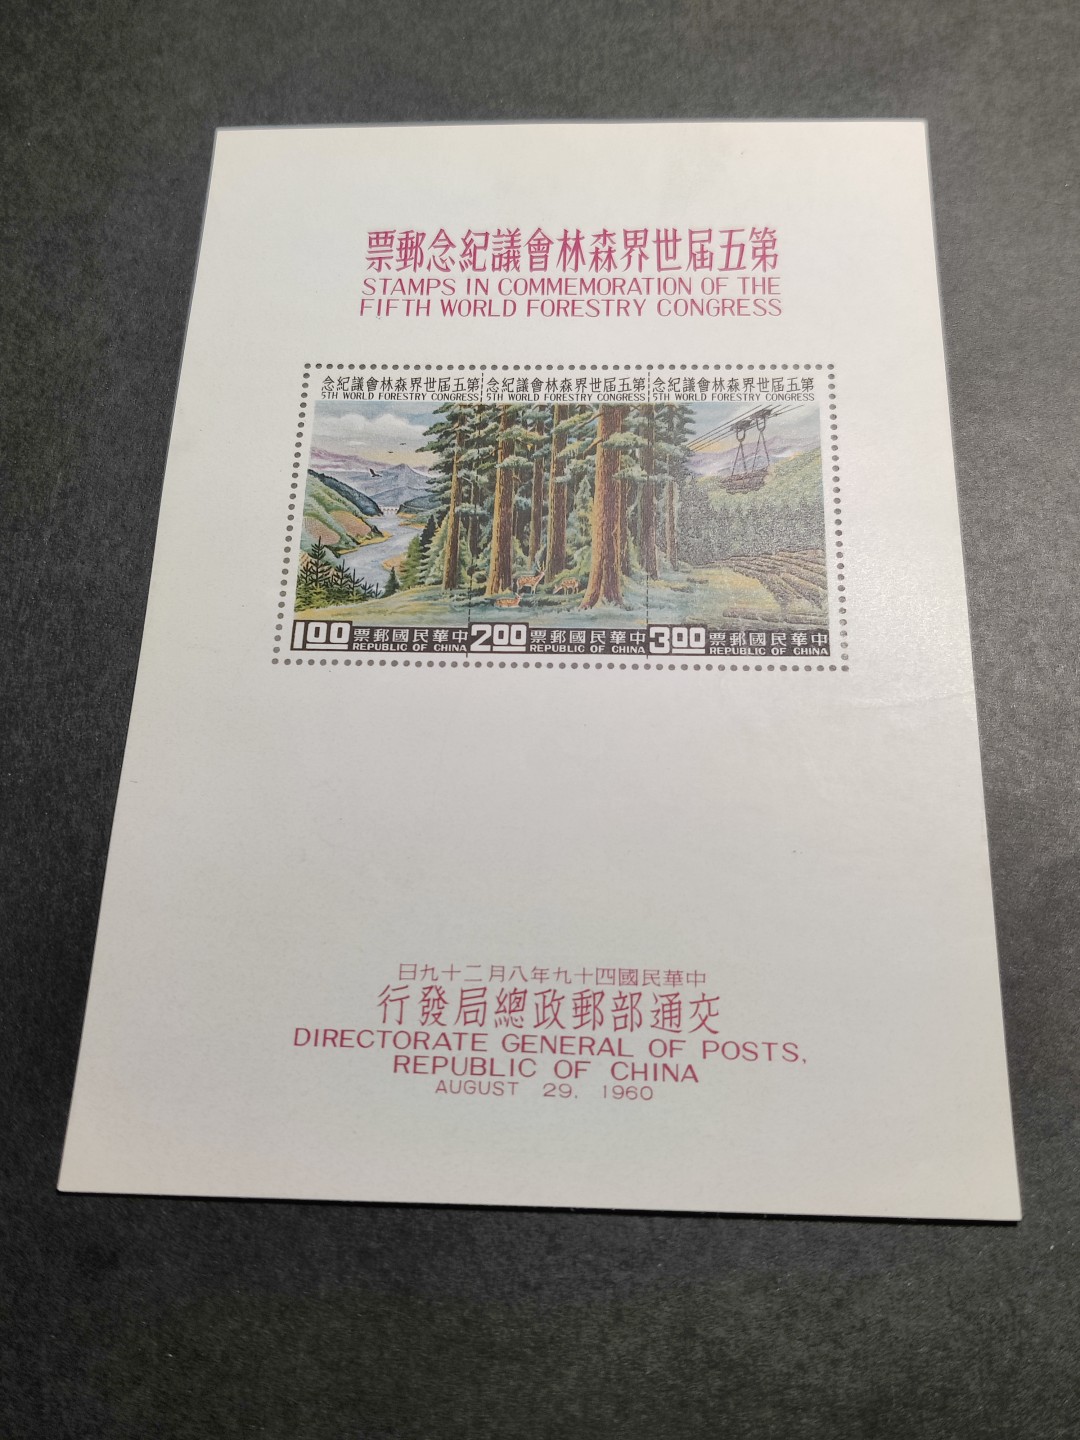 第五屆世界森林會議紀念郵票
STAMPS IN COMMEMORATION OF THE
FIFTH WORLD FORESTRY CONGRESS
第五屆世界森林會議紀念
5TH WORLD FORESTRY CONGRESS
1.00
中華民國郵票
REPUBLIC OF CHINA
第五屆世界森林會議紀念
5TH WORLD FORESTRY CONGRESS
2.00
中華民國郵票
REPUBLIC OF CHINA
第五屆世界森林會議紀念
5TH WORLD FORESTRY CONGRESS
3.00
中華民國郵票
REPUBLIC OF CHINA
中華民國四十九年八月二十九日
交通部郵政總局發行
DIRECTORATE GENERAL OF POSTS,
REPUBLIC OF CHINA
AUGUST 29, 1960